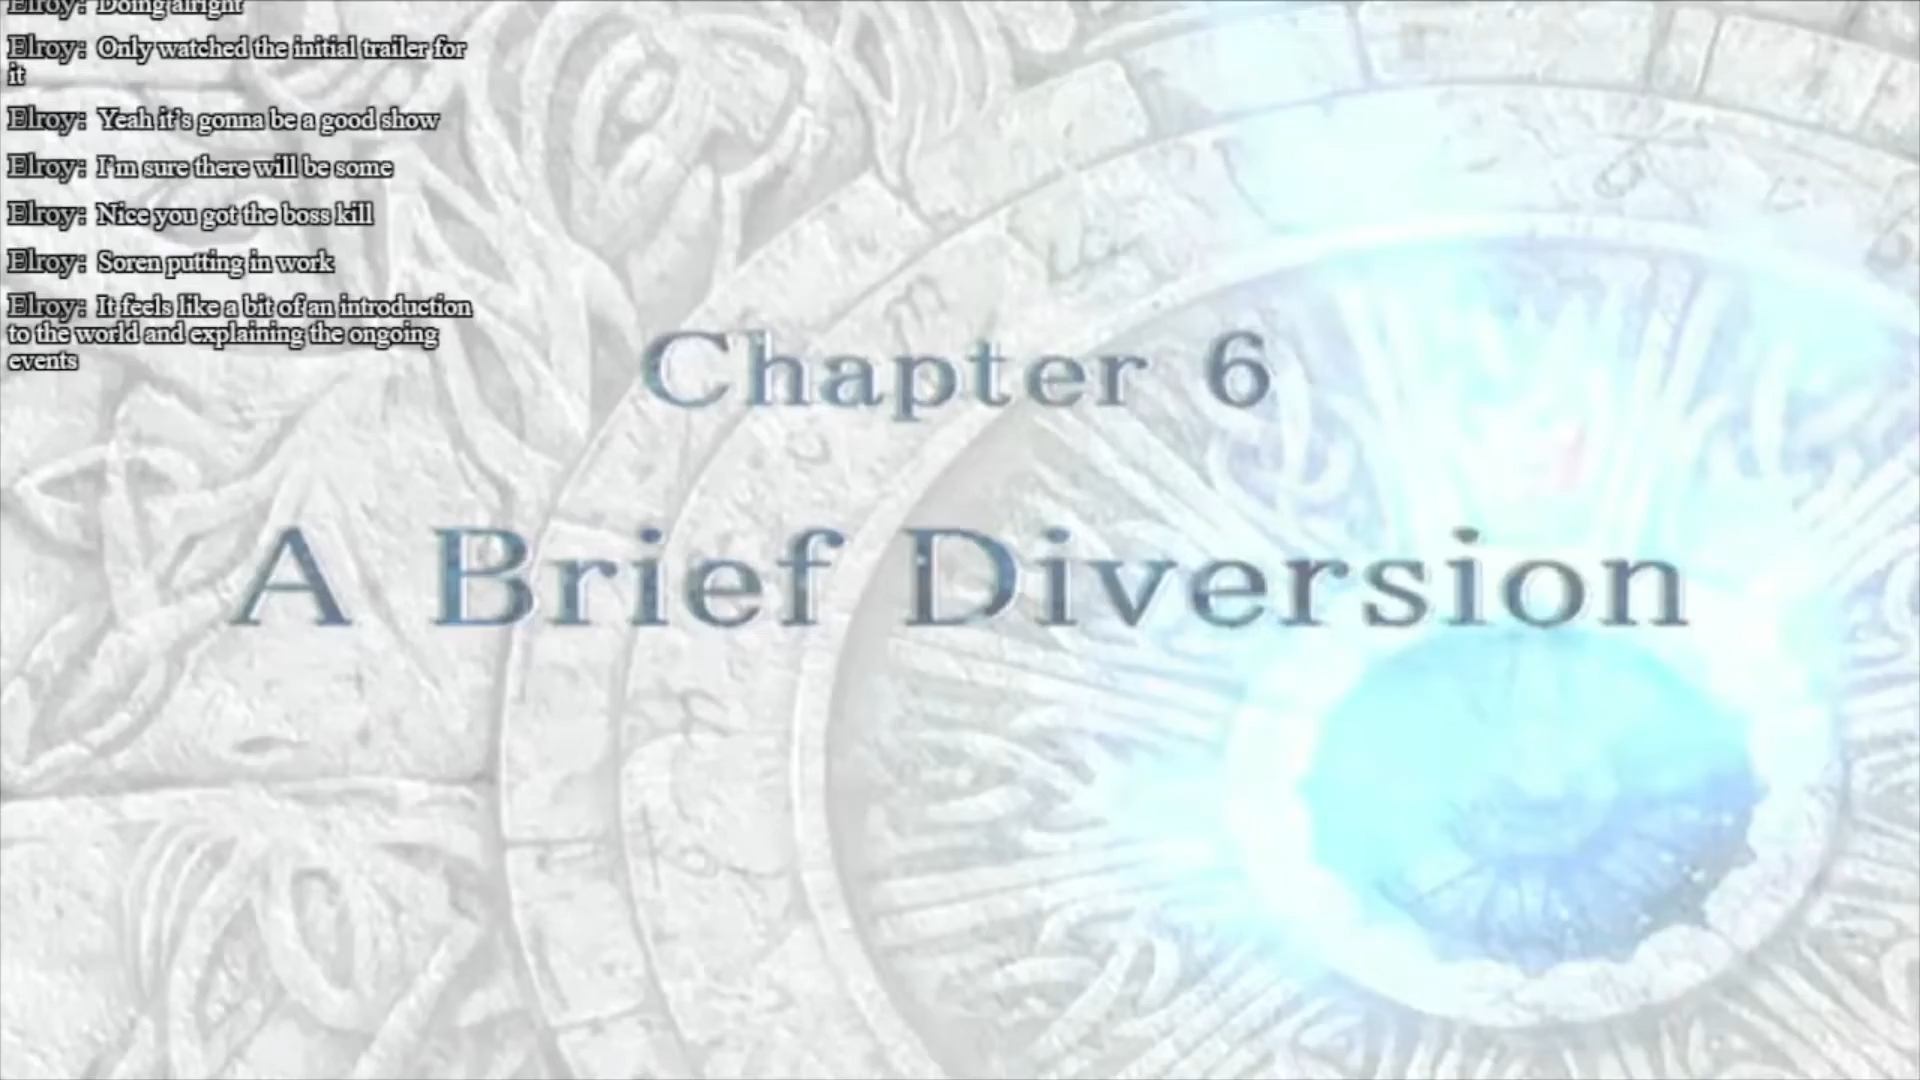 Elroy: Doing alright
Elroy: Only watched the initial trailer for
it
Elroy: Yeah it's gonna be a good show
Elroy: I'm sure there will be some
Elroy: Nice you got the boss kill
Elroy: Soren putting in work
Elroy: It feels like a bit of an introduction
to the world and explaining the ongoing
events
Chapter 6
A Brief Diversion